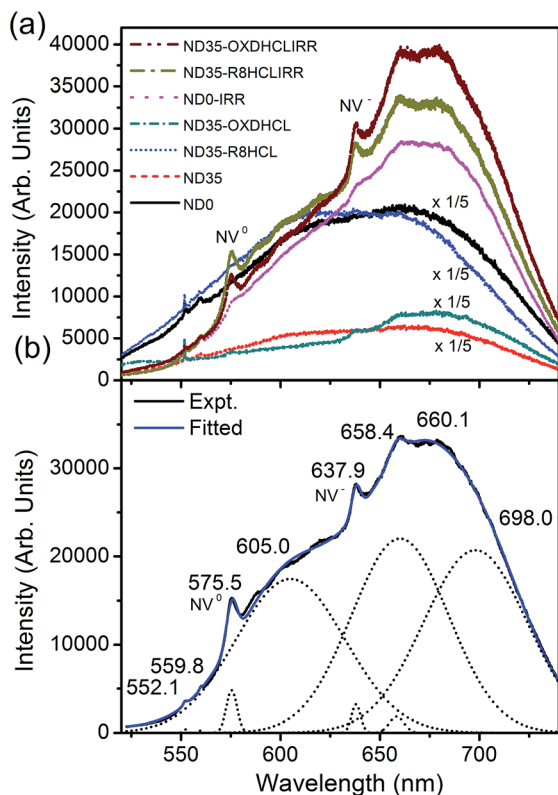 (a)
40000
35000
30000
25000
20000
15000
10000
5000
0
Intensity (Arb. Units)
ND35-OXDHCLIRR
ND35-R8HCLIRR
ND0-IRR
ND35-OXDHCL
ND35-R8HCL
ND35
ND0
NV⁻
NV⁰
x 1/5
x 1/5
x 1/5
x 1/5
(b)
30000
20000
10000
0
Intensity (Arb. Units)
Expt.
Fitted
660.1
658.4
637.9
NV⁻
698.0
605.0
575.5
NV⁰
559.8
552.1
550 600 650 700
Wavelength (nm)